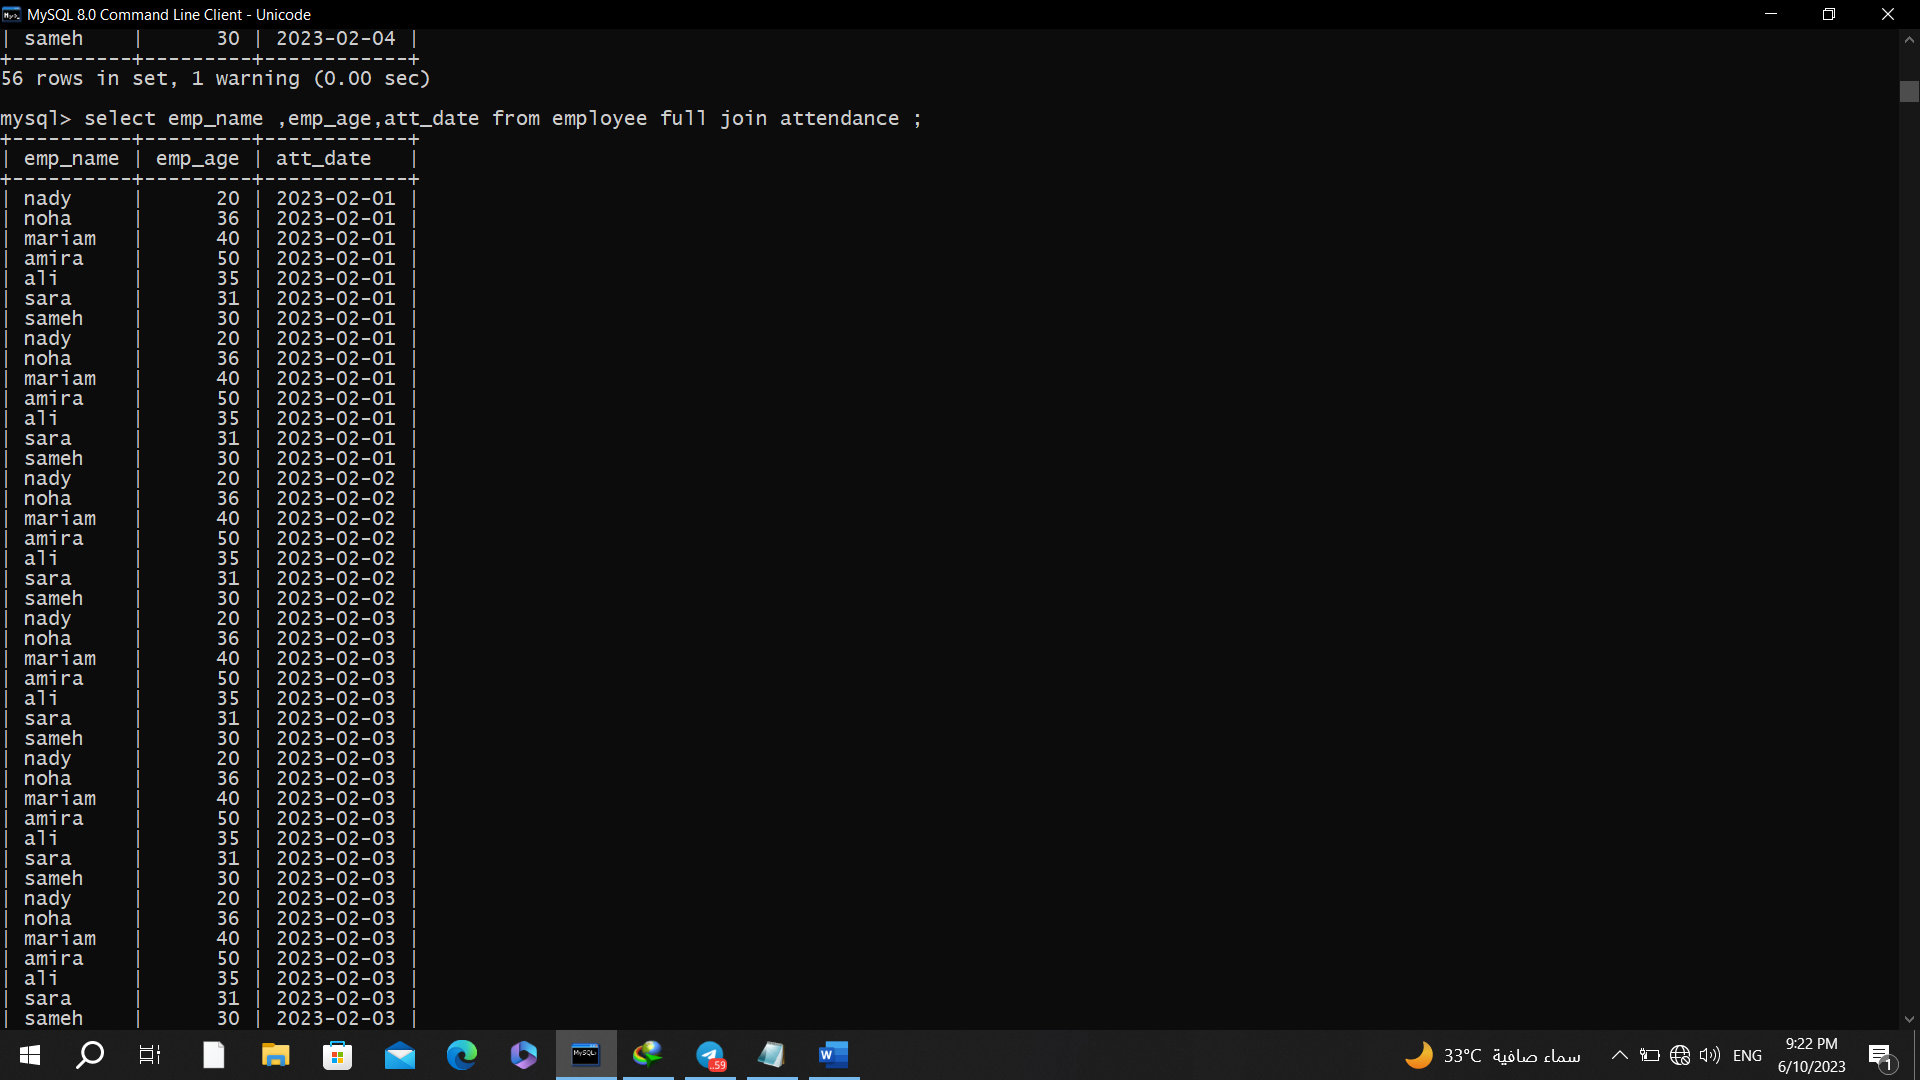 MySQL 8.0 Command Line Client - Unicode
| sameh    |      30 | 2023-02-04 |
+----------+---------+------------+
56 rows in set, 1 warning (0.00 sec)
mysql> select emp_name ,emp_age,att_date from employee full join attendance ;
+----------+---------+------------+
| emp_name | emp_age | att_date   |
+----------+---------+------------+
| nady     |      20 | 2023-02-01 |
| noha     |      36 | 2023-02-01 |
| mariam   |      40 | 2023-02-01 |
| amira    |      50 | 2023-02-01 |
| ali      |      35 | 2023-02-01 |
| sara     |      31 | 2023-02-01 |
| sameh    |      30 | 2023-02-01 |
| nady     |      20 | 2023-02-01 |
| noha     |      36 | 2023-02-01 |
| mariam   |      40 | 2023-02-01 |
| amira    |      50 | 2023-02-01 |
| ali      |      35 | 2023-02-01 |
| sara     |      31 | 2023-02-01 |
| sameh    |      30 | 2023-02-01 |
| nady     |      20 | 2023-02-02 |
| noha     |      36 | 2023-02-02 |
| mariam   |      40 | 2023-02-02 |
| amira    |      50 | 2023-02-02 |
| ali      |      35 | 2023-02-02 |
| sara     |      31 | 2023-02-02 |
| sameh    |      30 | 2023-02-02 |
| nady     |      20 | 2023-02-03 |
| noha     |      36 | 2023-02-03 |
| mariam   |      40 | 2023-02-03 |
| amira    |      50 | 2023-02-03 |
| ali      |      35 | 2023-02-03 |
| sara     |      31 | 2023-02-03 |
| sameh    |      30 | 2023-02-03 |
| nady     |      20 | 2023-02-03 |
| noha     |      36 | 2023-02-03 |
| mariam   |      40 | 2023-02-03 |
| amira    |      50 | 2023-02-03 |
| ali      |      35 | 2023-02-03 |
| sara     |      31 | 2023-02-03 |
| sameh    |      30 | 2023-02-03 |
| nady     |      20 | 2023-02-03 |
| noha     |      36 | 2023-02-03 |
| mariam   |      40 | 2023-02-03 |
| amira    |      50 | 2023-02-03 |
| ali      |      35 | 2023-02-03 |
| sara     |      31 | 2023-02-03 |
| sameh    |      30 | 2023-02-03 |
33°C سماء صافية
ENG
9:22 PM
6/10/2023
1
..59
W